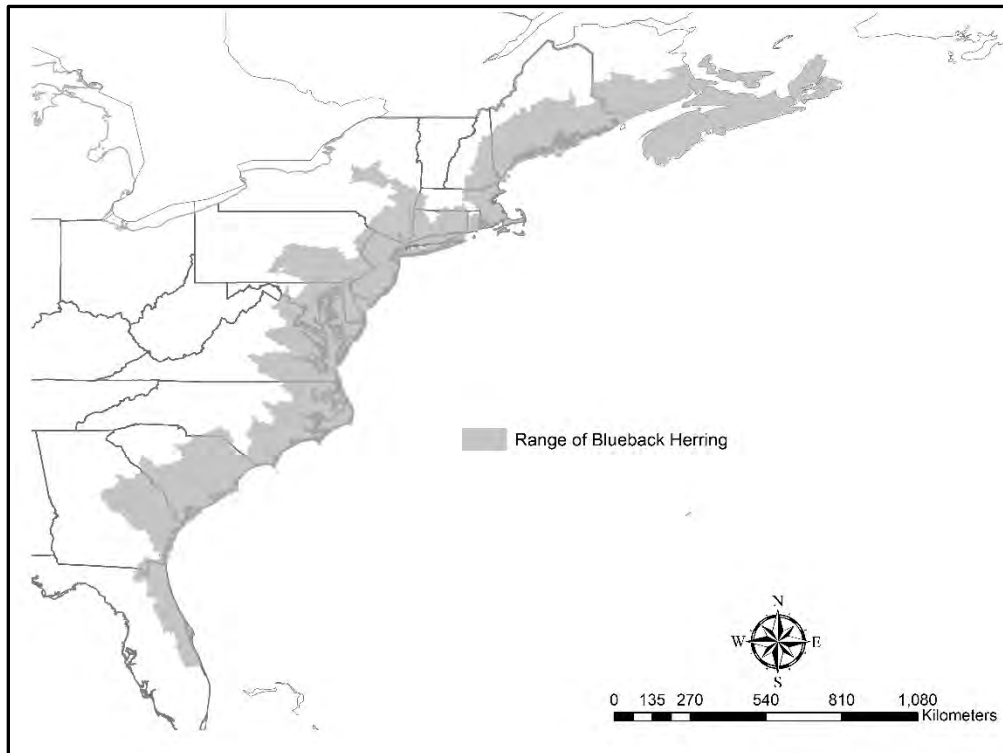 Range of Blueback Herring
N
W E
S
0 135 270 540 810 1,080
Kilometers